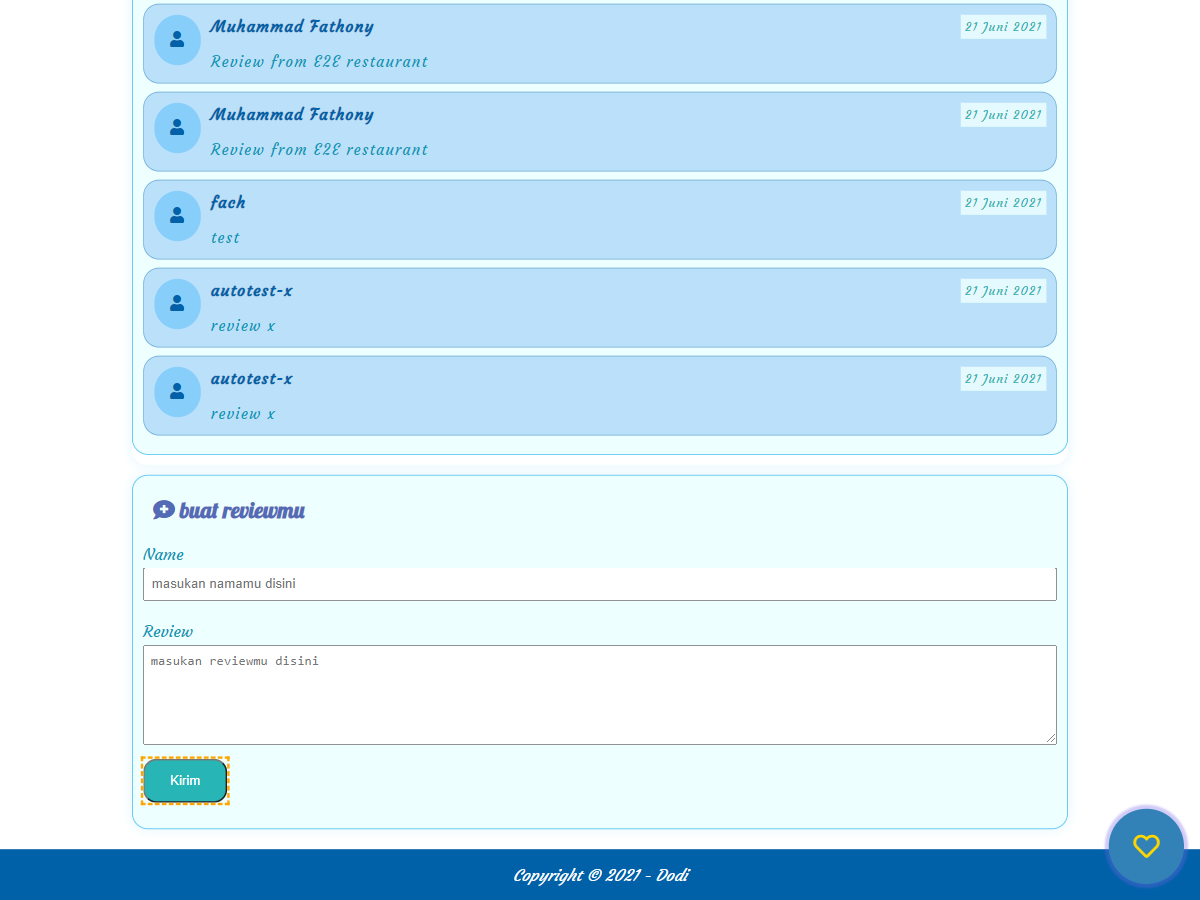 Muhammad Fathony
21 Juni 2021
Review from E2E restaurant
Muhammad Fathony
21 Juni 2021
Review from E2E restaurant
fach
21 Juni 2021
test
autotest-x
21 Juni 2021
review x
autotest-x
21 Juni 2021
review x
buat reviewmu
Name
masukan namamu disini
Review
masukan reviewmu disini
Kirim
Copyright © 2021 - Dodi